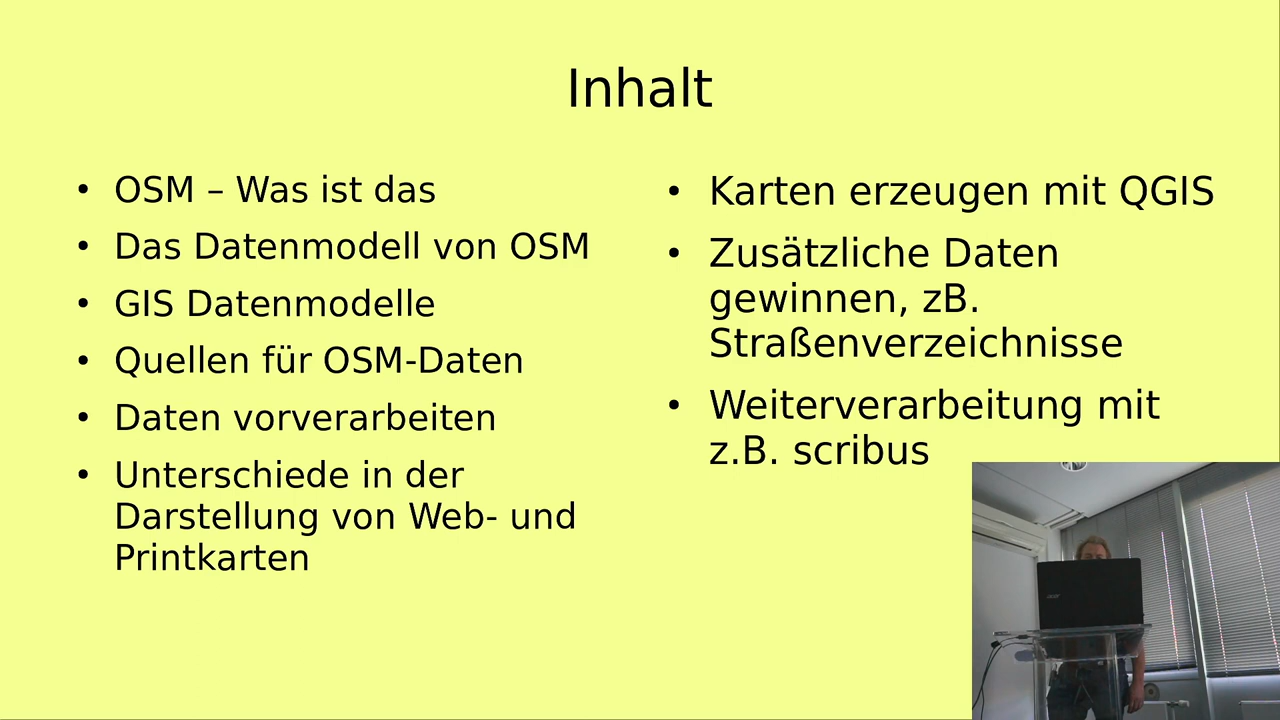 Inhalt
• OSM – Was ist das
• Das Datenmodell von OSM
• GIS Datenmodelle
• Quellen für OSM-Daten
• Daten vorverarbeiten
• Unterschiede in der
Darstellung von Web- und
Printkarten
• Karten erzeugen mit QGIS
• Zusätzliche Daten
gewinnen, zB.
Straßenverzeichnisse
• Weiterverarbeitung mit
z.B. scribus